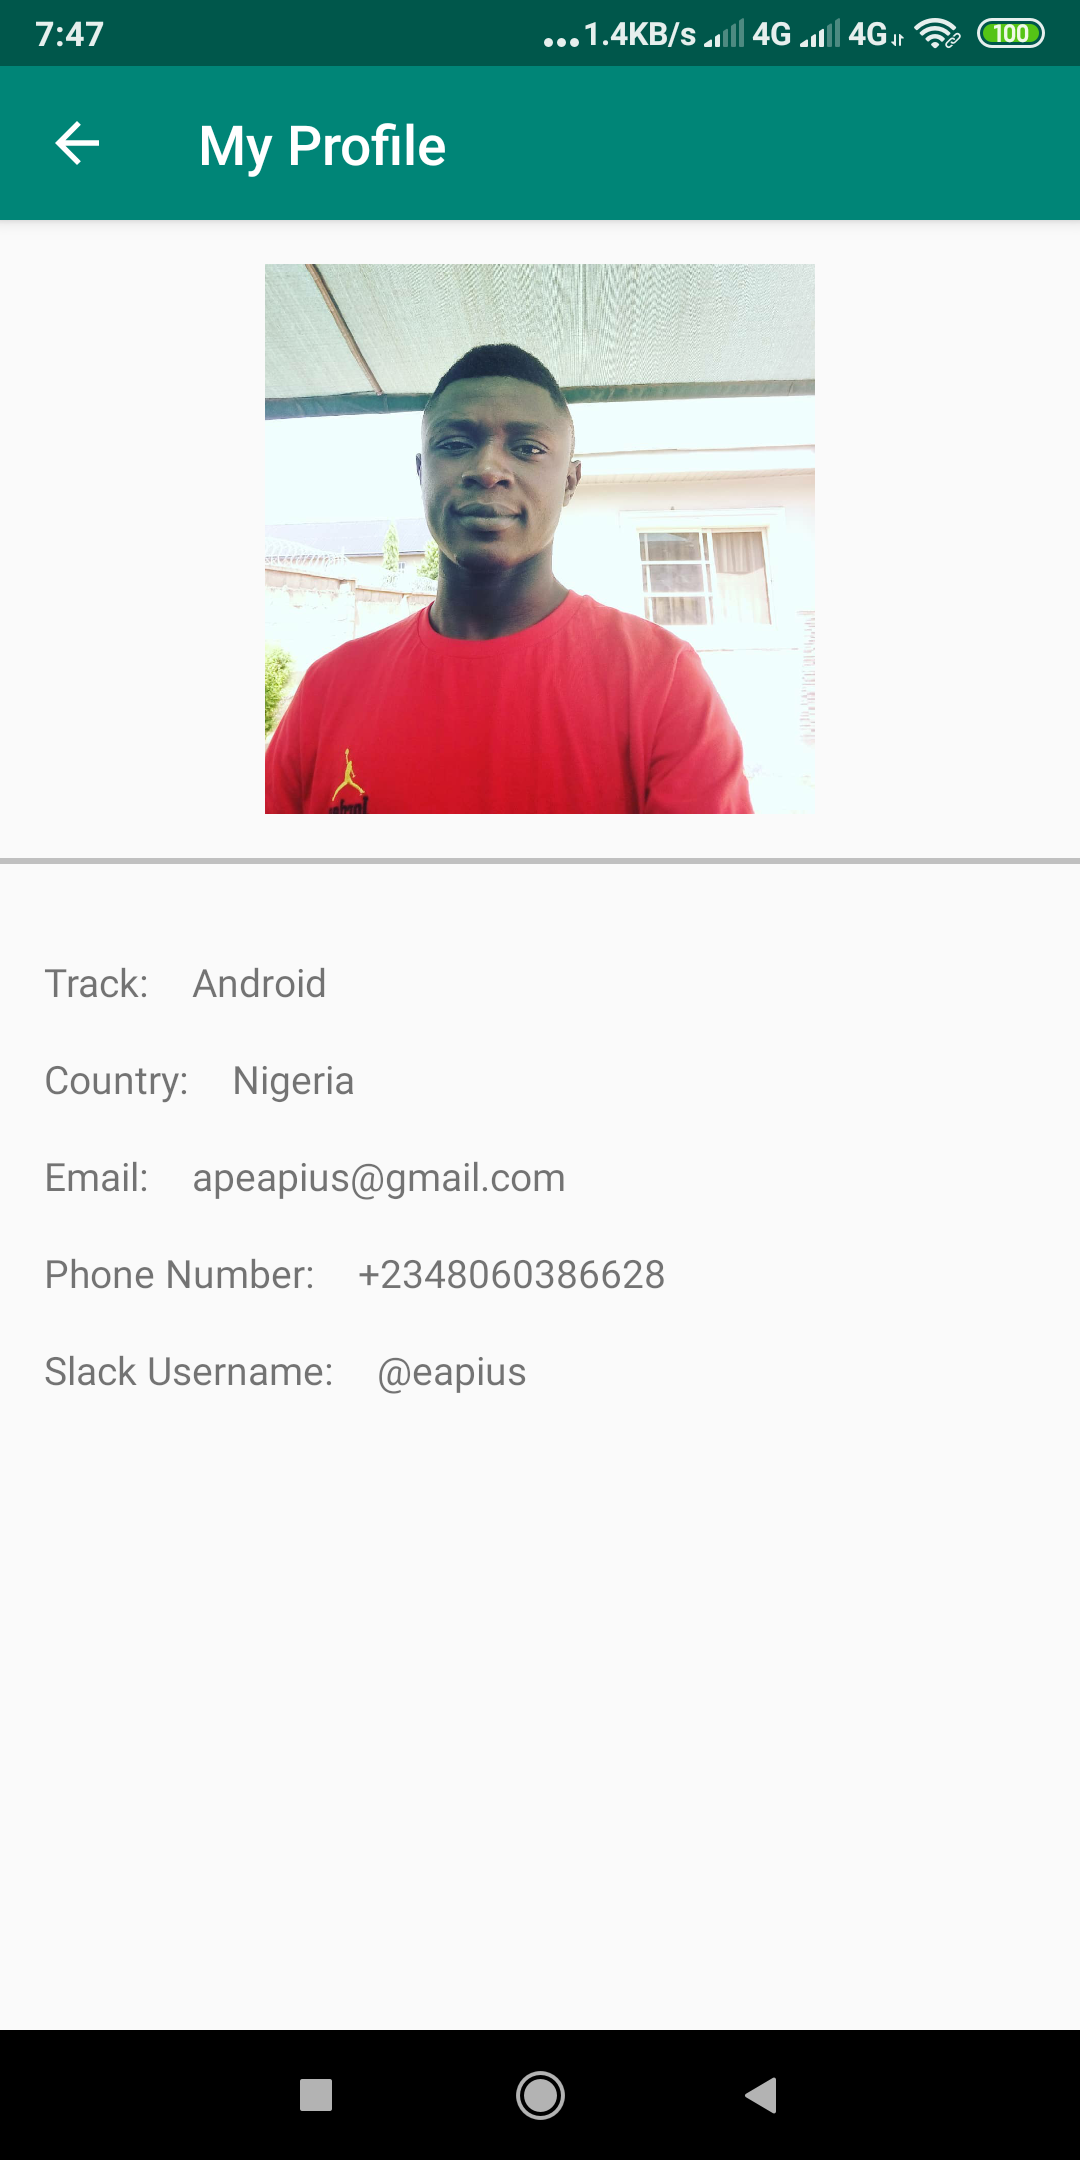 7:47 ...1.4KB/s 4G 4G 100
My Profile
Track: Android
Country: Nigeria
Email: apeapius@gmail.com
Phone Number: +2348060386628
Slack Username: @eapius